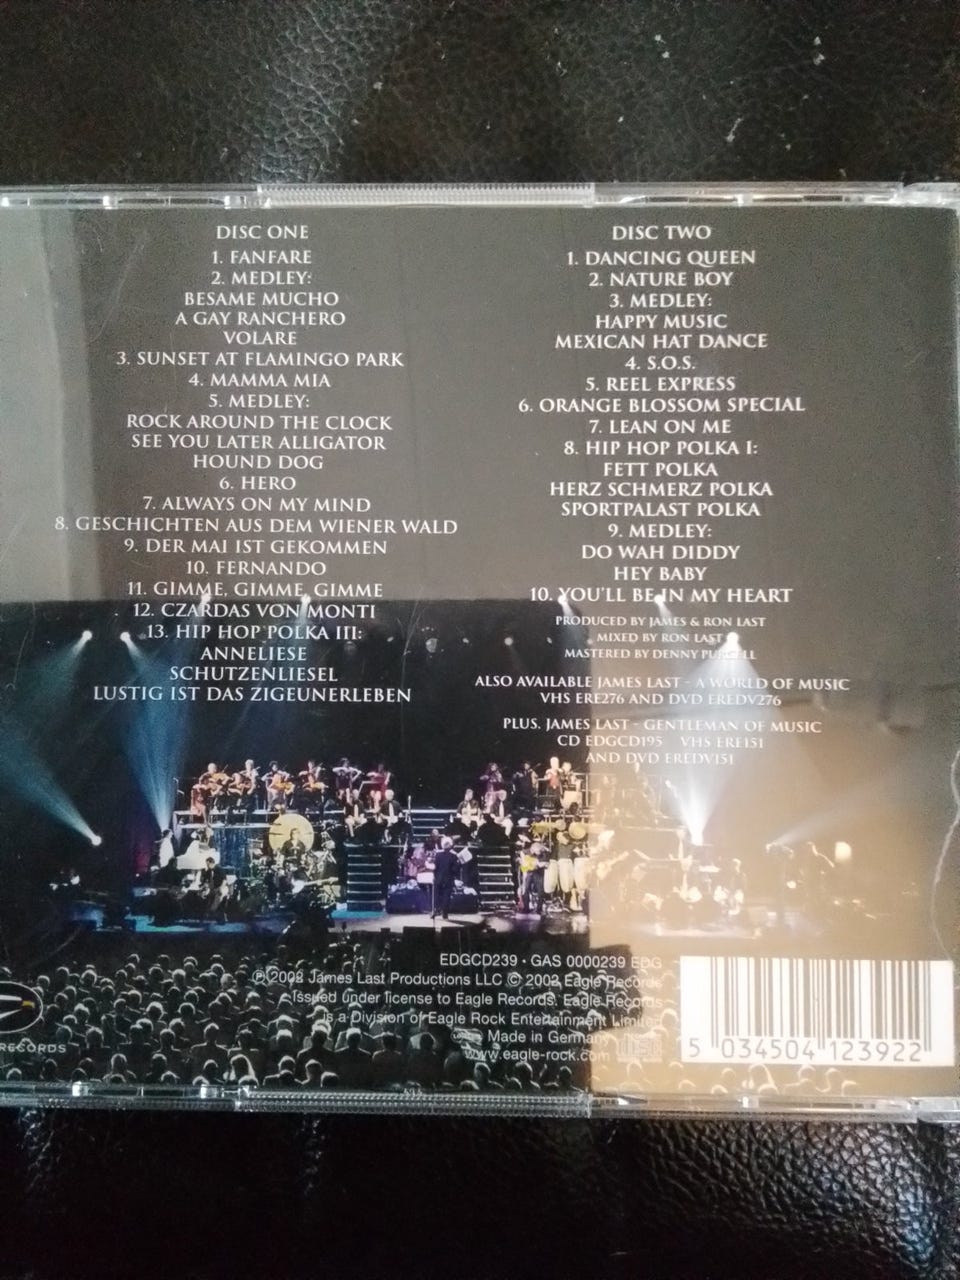 DISC ONE
1. FANFARE
2. MEDLEY:
BESAME MUCHO
A GAY RANCHERO
VOLARE
3. SUNSET AT FLAMINGO PARK
4. MAMMA MIA
5. MEDLEY:
ROCK AROUND THE CLOCK
SEE YOU LATER ALLIGATOR
HOUND DOG
6. HERO
7. ALWAYS ON MY MIND
8. GESCHICHTEN AUS DEM WIENER WALD
9. DER MAI IST GEKOMMEN
10. FERNANDO
11. GIMME, GIMME, GIMME
12. CZARDAS VON MONTI
13. HIP HOP POLKA III:
ANNELIESE
SCHUTZENLIESEL
LUSTIG IST DAS ZIGEUNERLEBEN
DISC TWO
1. DANCING QUEEN
2. NATURE BOY
3. MEDLEY:
HAPPY MUSIC
MEXICAN HAT DANCE
4. S.O.S.
5. REEL EXPRESS
6. ORANGE BLOSSOM SPECIAL
7. LEAN ON ME
8. HIP HOP POLKA I:
FETT POLKA
HERZ SCHMERZ POLKA
SPORTPALAST POLKA
9. MEDLEY:
DO WAH DIDDY
HEY BABY
10. YOU'LL BE IN MY HEART
PRODUCED BY JAMES & RON LAST
MIXED BY RON LAST
MASTERED BY DENNY PURCELL
ALSO AVAILABLE JAMES LAST - A WORLD OF MUSIC
VHS ERE276 AND DVD EREDV276
PLUS. JAMES LAST - GENTLEMAN OF MUSIC
CD EDGCD195 VHS ERE151
AND DVD EREDV151
EDGCD239 · GAS 0000239 EDG
℗ 2002 James Last Productions LLC © 2002 Eagle Records
Issued under license to Eagle Records. Eagle Records
is a Division of Eagle Rock Entertainment Limited
Made in Germany
www.eagle-rock.com
RECORDS
5 034504 123922